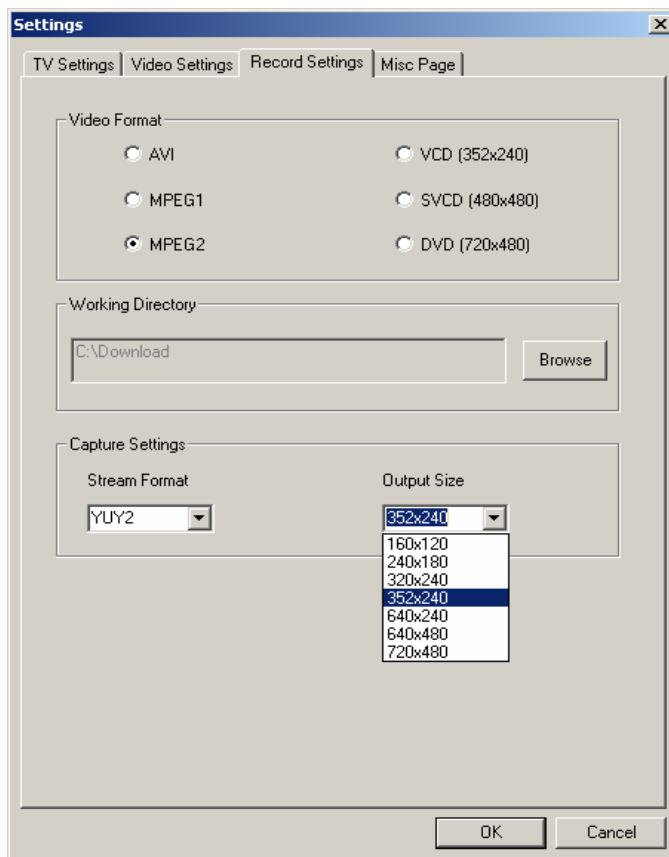 Settings
TV Settings Video Settings Record Settings Misc Page
Video Format
AVI VCD (352x240)
MPEG1 SVCD (480x480)
MPEG2 DVD (720x480)
Working Directory
C:\Download Browse
Capture Settings
Stream Format Output Size
YUY2 352x240
160x120
240x180
320x240
352x240
640x240
640x480
720x480
OK Cancel